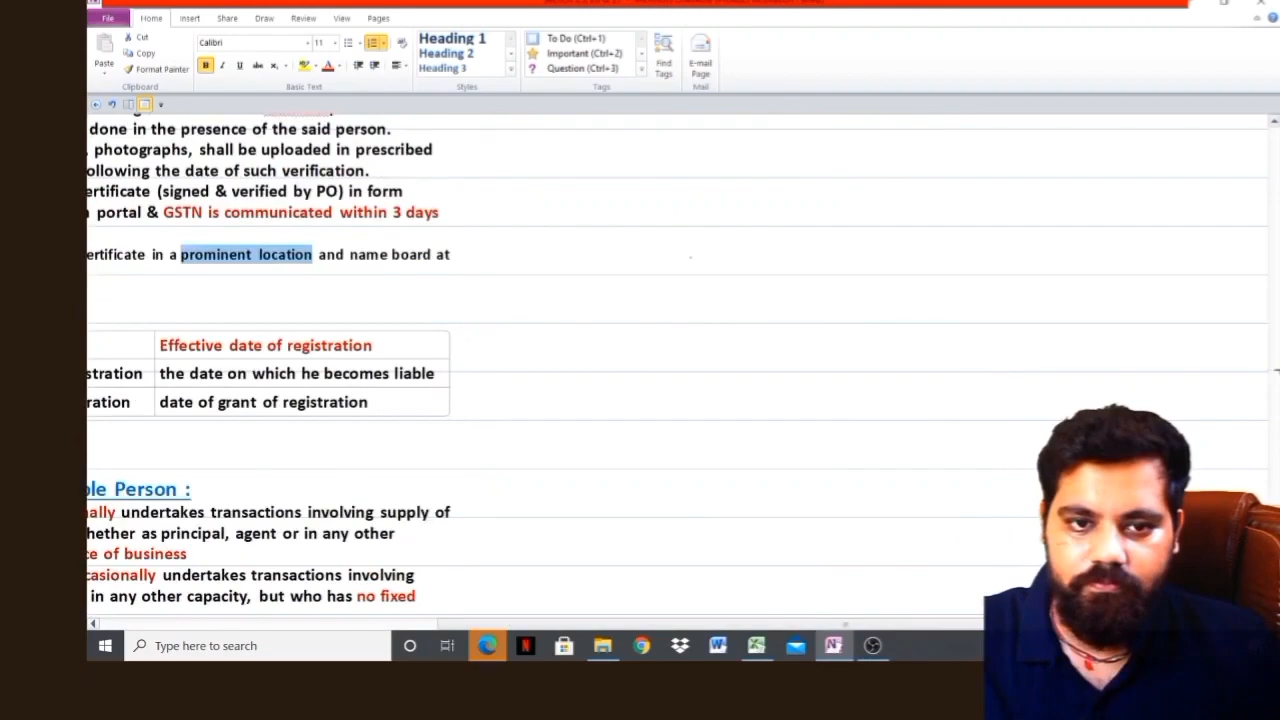 File Home Insert Share Draw Review View Pages
Cut
Copy
Format Painter
Paste
Calibri 11
B I U abc
Heading 1
Heading 2
Heading 3
To Do (Ctrl+1)
Important (Ctrl+2)
Question (Ctrl+3)
Find Tags
E-mail Page
Clipboard Basic Text Styles Tags Mail
done in the presence of the said person.
, photographs, shall be uploaded in prescribed
ollowing the date of such verification.
ertificate (signed & verified by PO) in form
portal & GSTN is communicated within 3 days
ertificate in a prominent location and name board at
Effective date of registration
stration the date on which he becomes liable
ration date of grant of registration
ble Person :
nally undertakes transactions involving supply of
hether as principal, agent or in any other
ce of business
casionally undertakes transactions involving
in any other capacity, but who has no fixed
Type here to search